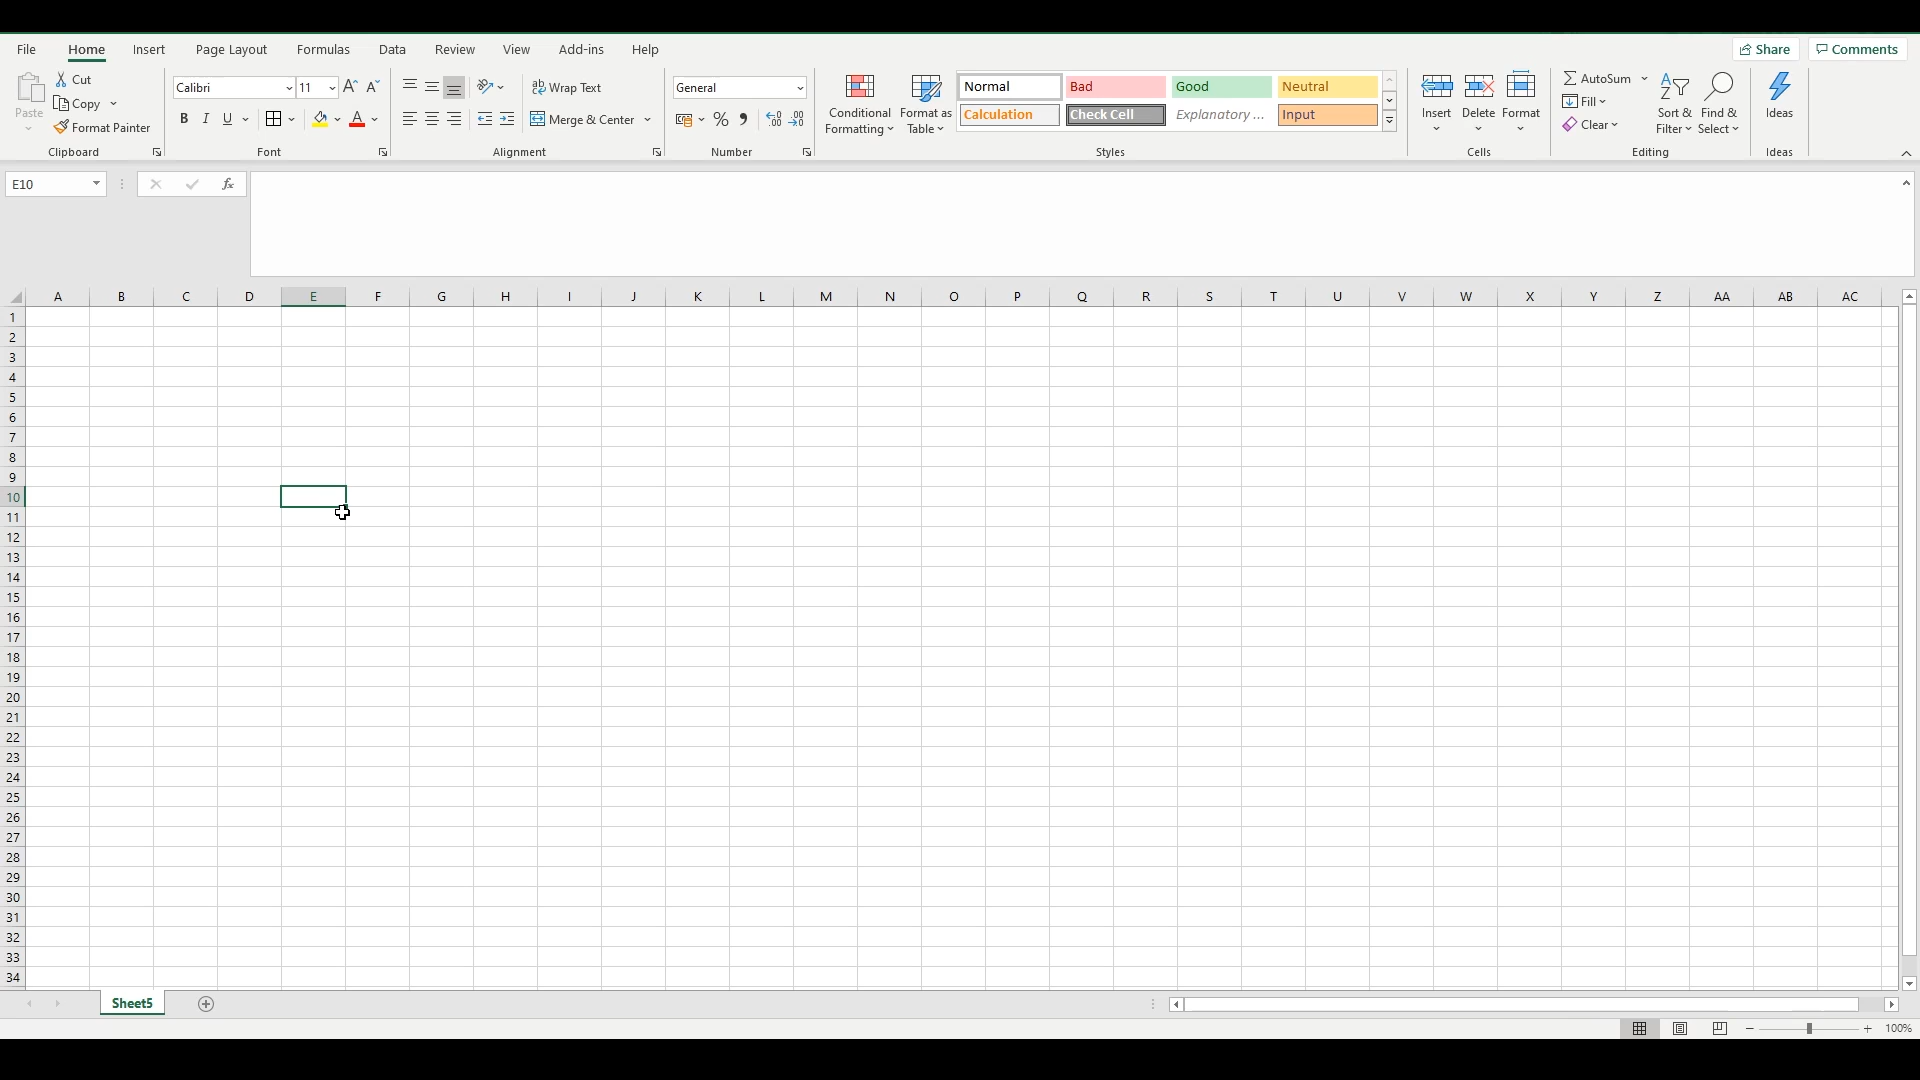 File Home Insert Page Layout Formulas Data Review View Add-ins Help Share Comments
Paste Cut Copy Format Painter Clipboard
Calibri 11 B I U A A A Font
Wrap Text Merge & Center Alignment
General % Number
Conditional Formatting Format as Table Normal Bad Good Neutral Calculation Check Cell Explanatory ... Input Styles
Insert Delete Format Cells
AutoSum Fill Clear Sort & Filter Find & Select Editing
Ideas Ideas
E10 fx
A B C D E F G H I J K L M N O P Q R S T U V W X Y Z AA AB AC
1
2
3
4
5
6
7
8
9
10
11
12
13
14
15
16
17
18
19
20
21
22
23
24
25
26
27
28
29
30
31
32
33
34
Sheet5
100%